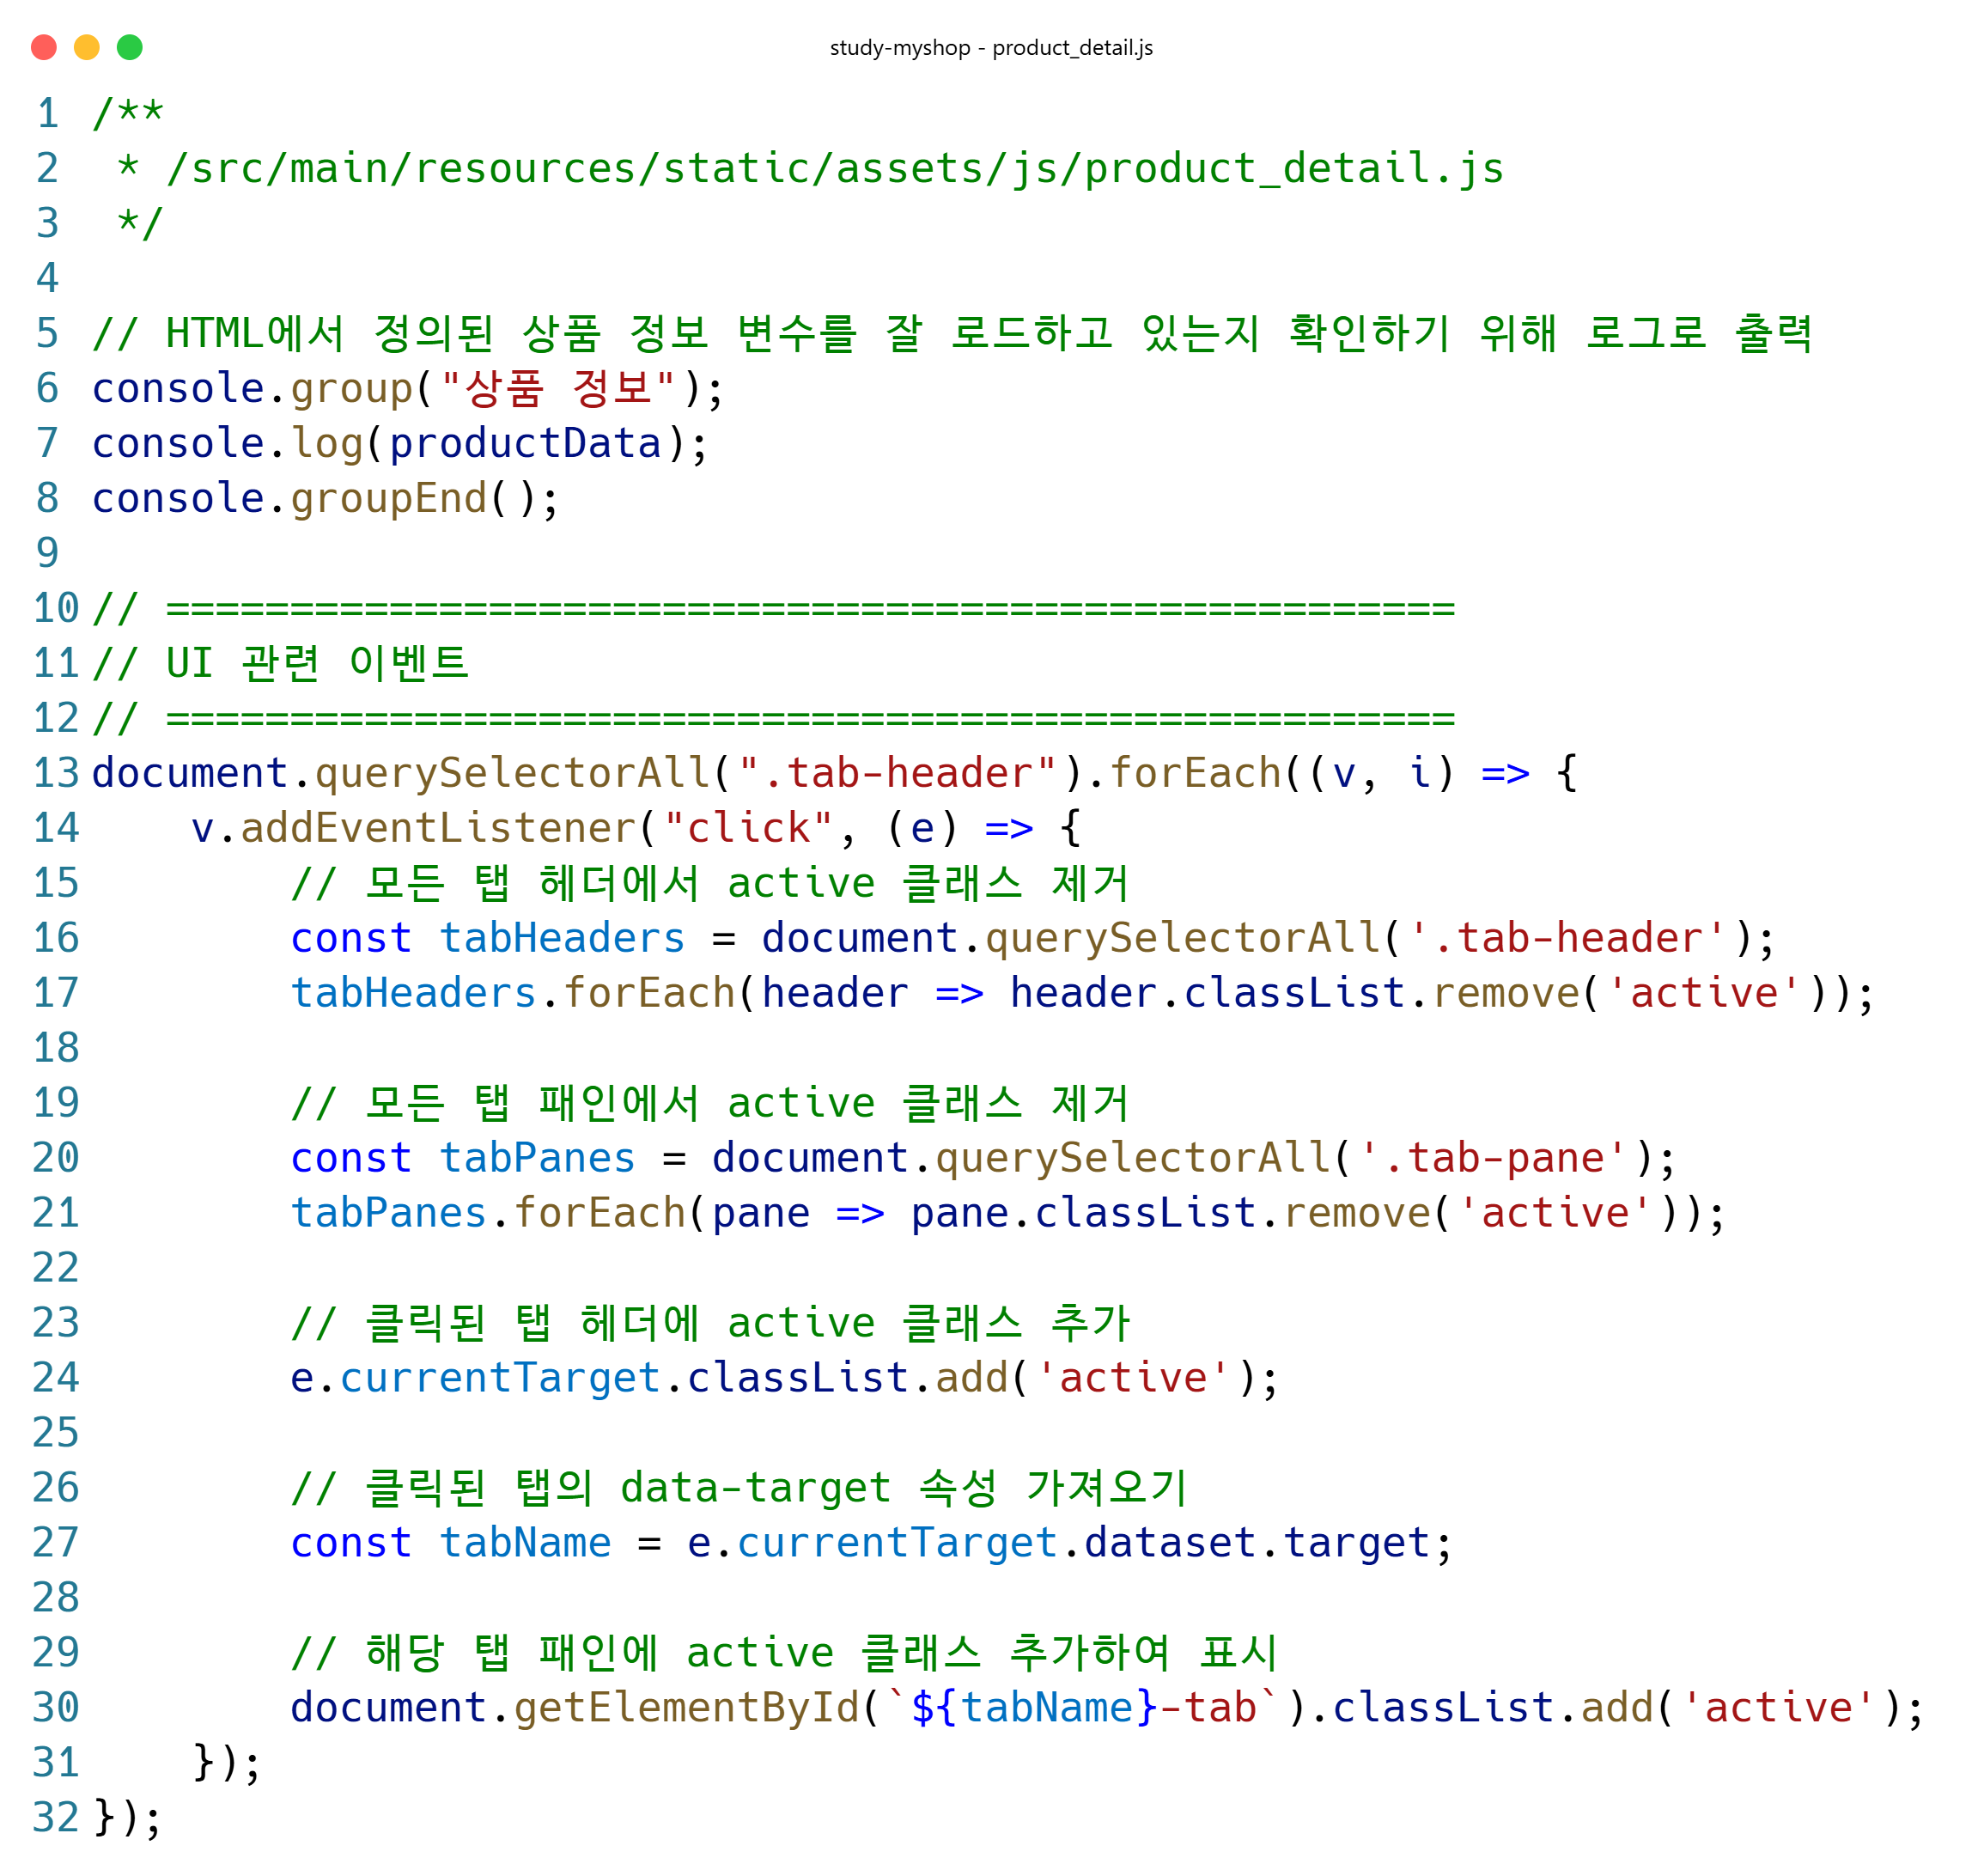 study-myshop - product_detail.js
1 /**
2  * /src/main/resources/static/assets/js/product_detail.js
3  */
4
5 // HTML에서 정의된 상품 정보 변수를 잘 로드하고 있는지 확인하기 위해 로그로 출력
6 console.group("상품 정보");
7 console.log(productData);
8 console.groupEnd();
9
10 // ====================================================
11 // UI 관련 이벤트
12 // ====================================================
13 document.querySelectorAll(".tab-header").forEach((v, i) => {
14     v.addEventListener("click", (e) => {
15         // 모든 탭 헤더에서 active 클래스 제거
16         const tabHeaders = document.querySelectorAll('.tab-header');
17         tabHeaders.forEach(header => header.classList.remove('active'));
18
19         // 모든 탭 패인에서 active 클래스 제거
20         const tabPanes = document.querySelectorAll('.tab-pane');
21         tabPanes.forEach(pane => pane.classList.remove('active'));
22
23         // 클릭된 탭 헤더에 active 클래스 추가
24         e.currentTarget.classList.add('active');
25
26         // 클릭된 탭의 data-target 속성 가져오기
27         const tabName = e.currentTarget.dataset.target;
28
29         // 해당 탭 패인에 active 클래스 추가하여 표시
30         document.getElementById(`${tabName}-tab`).classList.add('active');
31     });
32 });